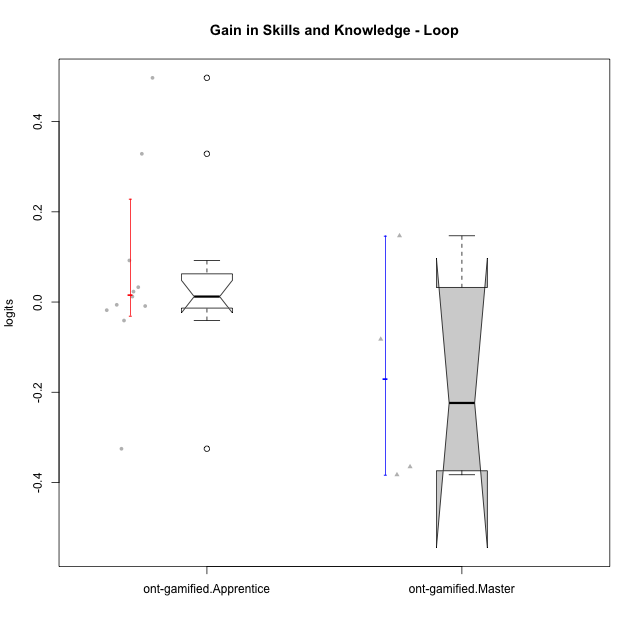 Gain in Skills and Knowledge - Loop
logits
0.4
0.2
0.0
-0.2
-0.4
ont-gamified.Apprentice
ont-gamified.Master